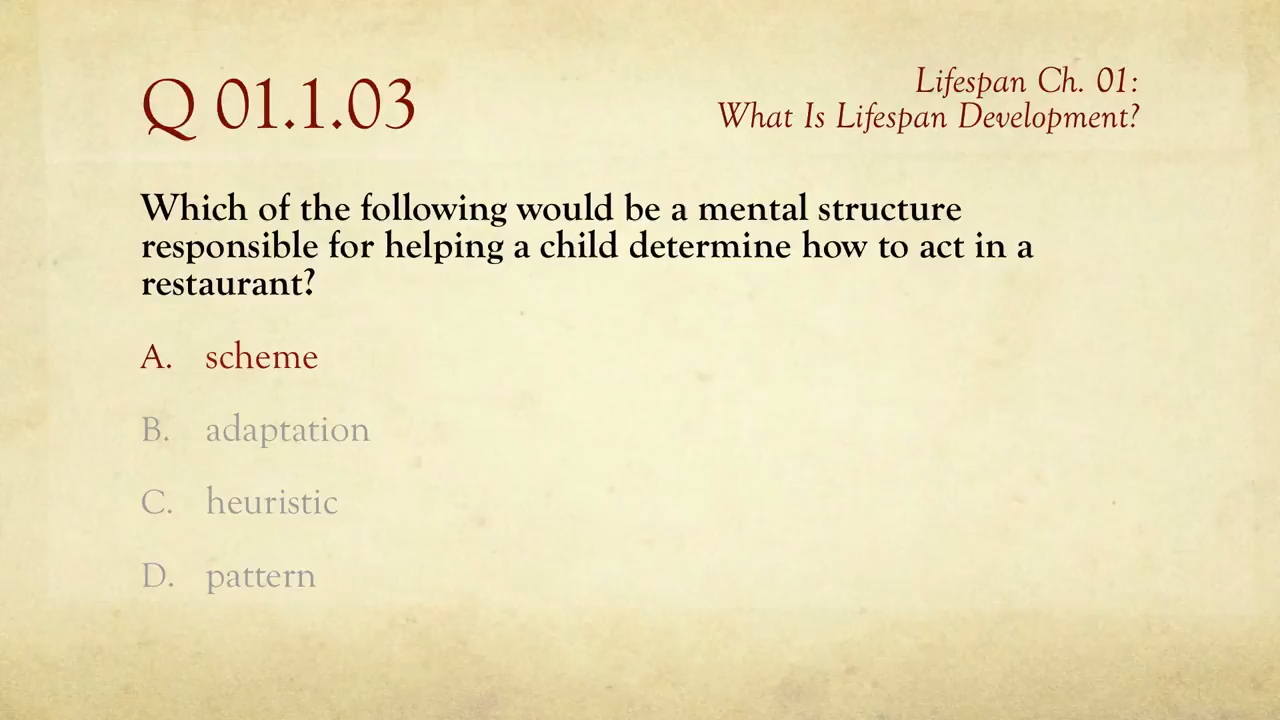 Q 01.1.03
Lifespan Ch. 01:
What Is Lifespan Development?
Which of the following would be a mental structure
responsible for helping a child determine how to act in a
restaurant?
A. scheme
B. adaptation
C. heuristic
D. pattern